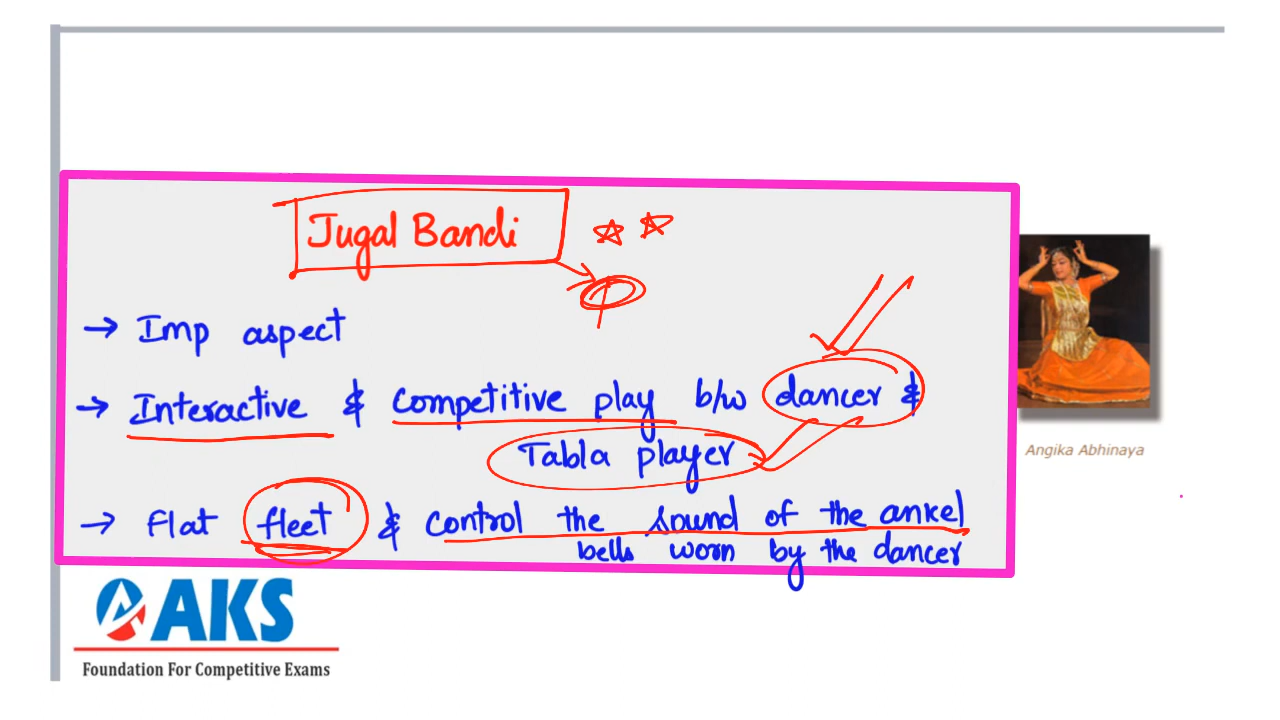 Jugal Bandi
→ Imp aspect
→ Interactive & Competitive play b/w dancer &
Tabla player
→ Flat fleet & control the sound of the ankel
bells worn by the dancer
Angika Abhinaya
AKS
Foundation For Competitive Exams